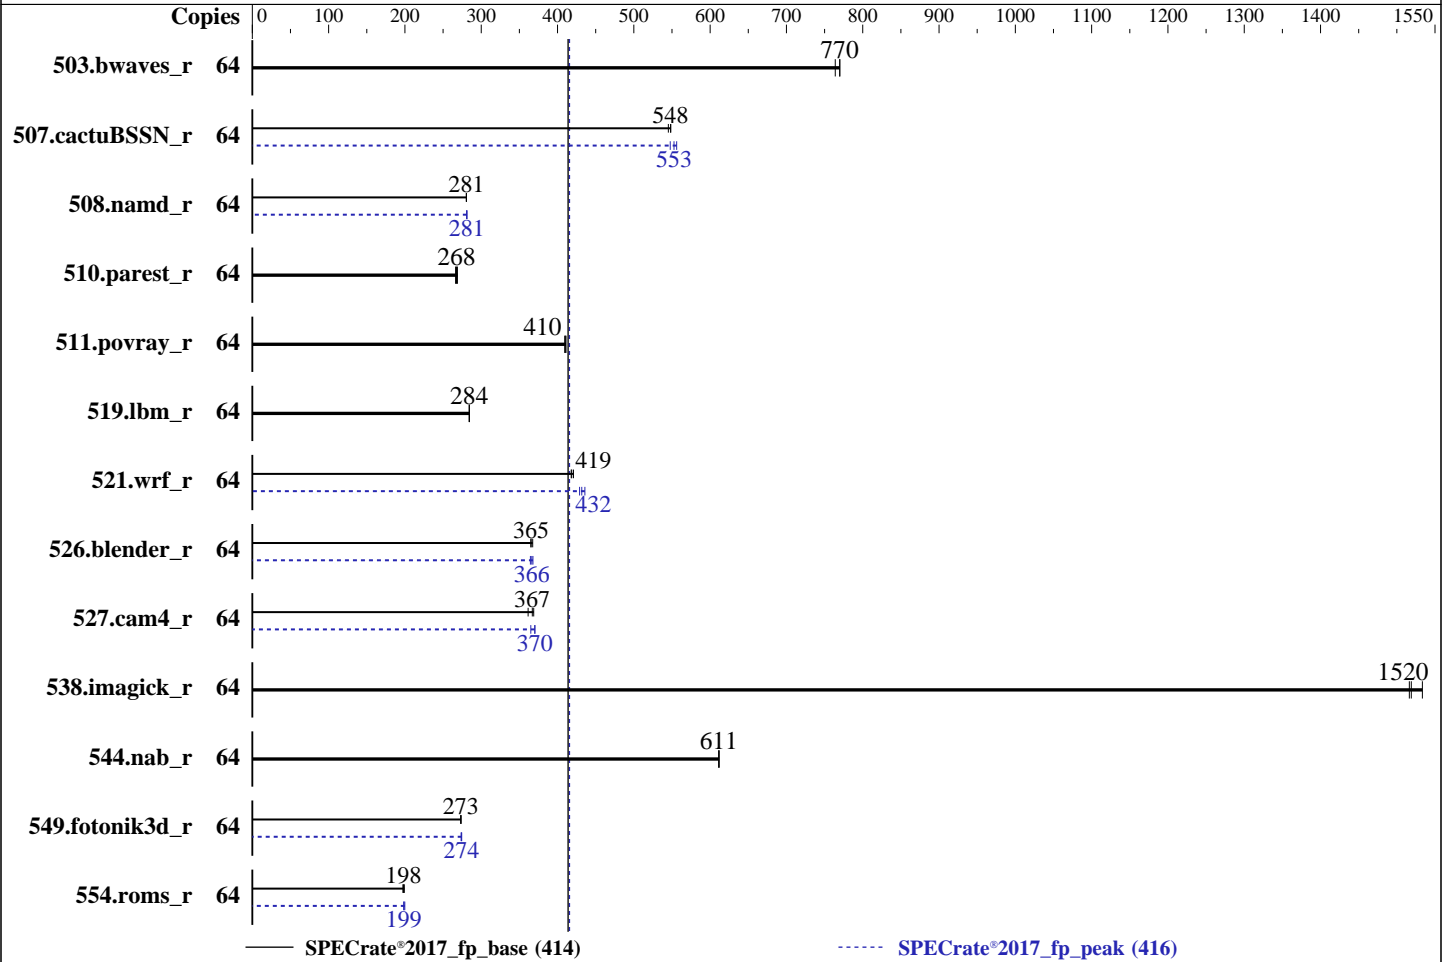 Copies 0 100 200 300 400 500 600 700 800 900 1000 1100 1200 1300 1400 1550
503.bwaves_r 64 770
507.cactuBSSN_r 64 548
553
508.namd_r 64 281
281
510.parest_r 64 268
511.povray_r 64 410
519.lbm_r 64 284
521.wrf_r 64 419
432
526.blender_r 64 365
366
527.cam4_r 64 367
370
538.imagick_r 64 1520
544.nab_r 64 611
549.fotonik3d_r 64 273
274
554.roms_r 64 198
199
SPECrate®2017_fp_base (414) SPECrate®2017_fp_peak (416)